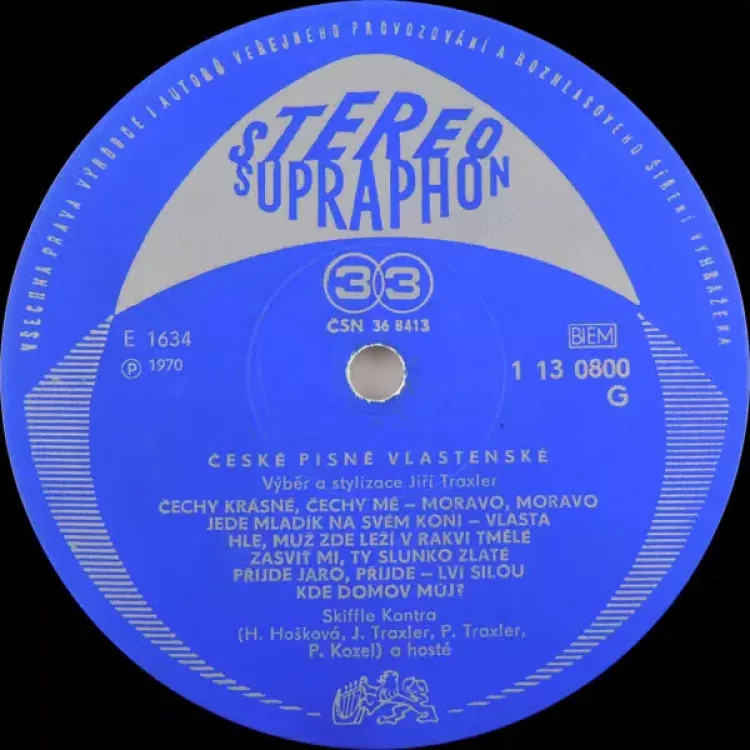 VŠECHNA PRÁVA VÝROBCE I AUTORŮ VEŘEJNÉHO PROVOZOVÁNÍ A ROZHLASOVÉHO ŠÍŘENÍ VYHRAŽENA
STEREO
SUPRAPHON
33
ČSN 36 8413
E 1634
Ⓟ 1970
BIEM
1 13 0800
G
ČESKÉ PÍSNĚ VLASTENSKÉ
Výběr a stylizace Jiří Traxler
ČECHY KRÁSNÉ, ČECHY MÉ – MORAVO, MORAVO
JEDE MLADÍK NA SVÉM KONI – VLASTA
HLE, MUŽ ZDE LEŽÍ V RAKVI TMĚLÉ
ZASVIŤ MI, TY SLUNKO ZLATÉ
PŘIJDE JARO, PŘIJDE – LVÍ SILOU
KDE DOMOV MŮJ?
Skiffle Kontra
(H. Hošková, J. Traxler, P. Traxler,
P. Kozel) a hosté